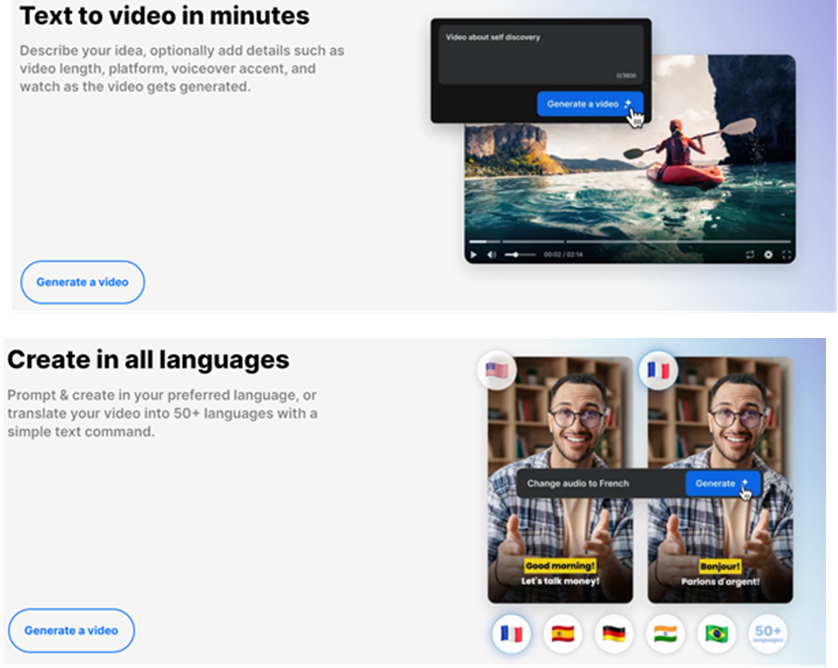 Text to video in minutes
Describe your idea, optionally add details such as
video length, platform, voiceover accent, and
watch as the video gets generated.
Video about self discovery
0/3800
Generate a video
00:02 / 02:14
Generate a video
Create in all languages
Prompt & create in your preferred language, or
translate your video into 50+ languages with a
simple text command.
Change audio to French
Generate
Good morning!
Let's talk money!
Bonjour!
Parlons d'argent!
Generate a video
50+
languages